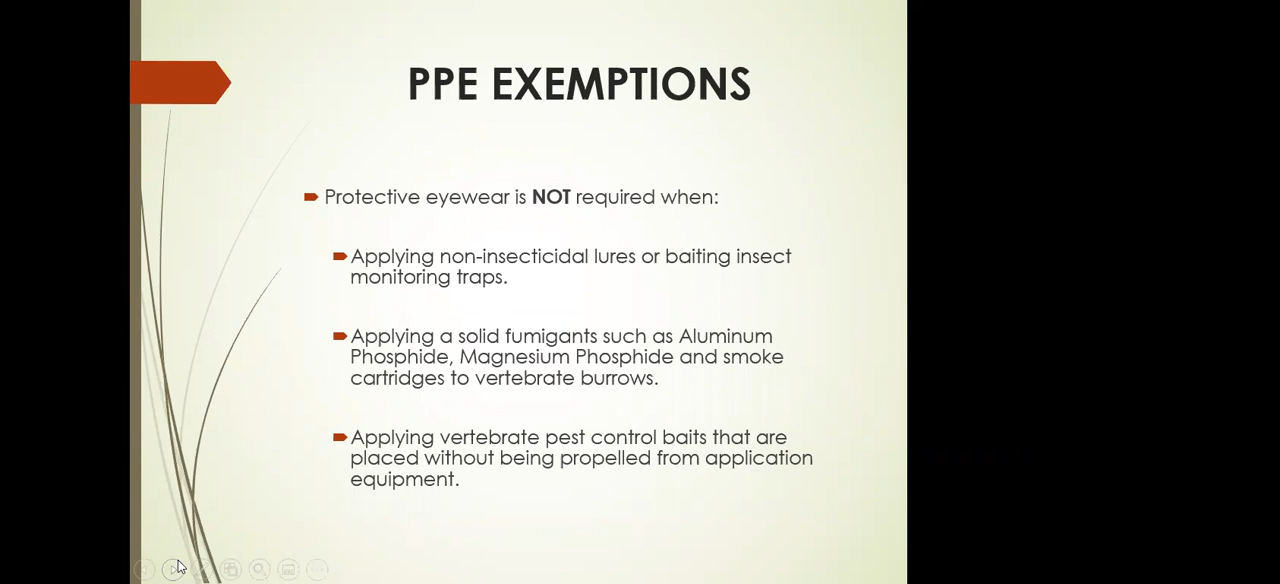 PPE EXEMPTIONS
Protective eyewear is NOT required when:
Applying non-insecticidal lures or baiting insect
monitoring traps.
Applying a solid fumigants such as Aluminum
Phosphide, Magnesium Phosphide and smoke
cartridges to vertebrate burrows.
Applying vertebrate pest control baits that are
placed without being propelled from application
equipment.